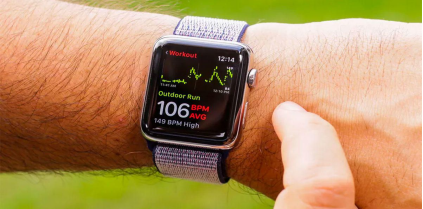 < Workout 12:14
Outdoor Run
106 BPM AVG
149 BPM High